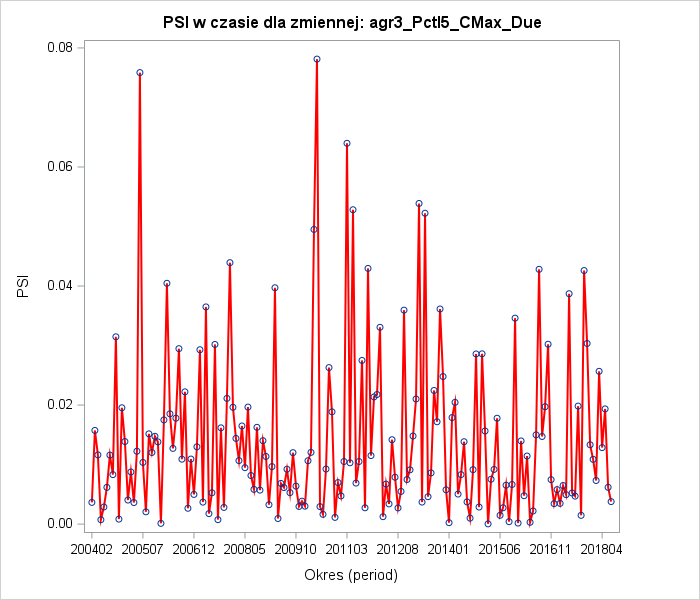 PSI w czasie dla zmiennej: agr3_Pctl5_CMax_Due
0.08
0.06
0.04
0.02
0.00
PSI
200402 200507 200612 200805 200910 201103 201208 201401 201506 201611 201804
Okres (period)